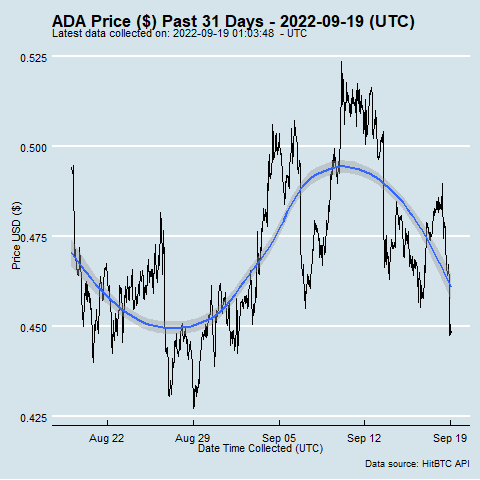 ADA Price ($) Past 31 Days - 2022-09-19 (UTC)
Latest data collected on: 2022-09-19 01:03:48 - UTC
0.525
0.500
0.475
0.450
0.425
Price USD ($)
Aug 22
Aug 29
Sep 05
Sep 12
Sep 19
Date Time Collected (UTC)
Data source: HitBTC API